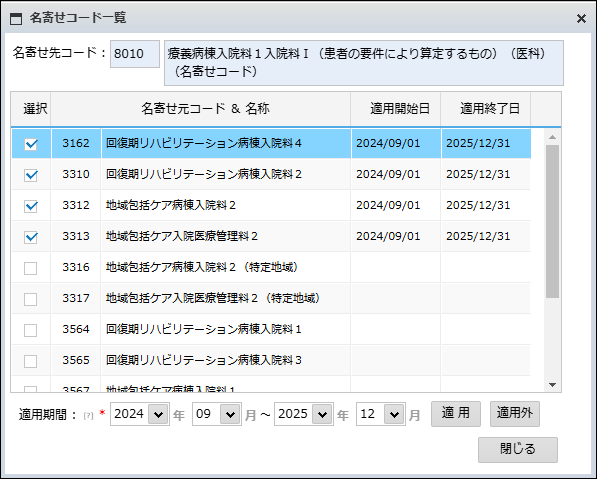 名寄せコード一覧
名寄せ先コード： 8010 療養病棟入院料１入院料Ｉ（患者の要件により算定するもの）（医科）
（名寄せコード）
選択 名寄せ元コード ＆ 名称 適用開始日 適用終了日
3162 回復期リハビリテーション病棟入院料４ 2024/09/01 2025/12/31
3310 回復期リハビリテーション病棟入院料２ 2024/09/01 2025/12/31
3312 地域包括ケア病棟入院料２ 2024/09/01 2025/12/31
3313 地域包括ケア入院医療管理料２ 2024/09/01 2025/12/31
3316 地域包括ケア病棟入院料２（特定地域）
3317 地域包括ケア入院医療管理料２（特定地域）
3564 回復期リハビリテーション病棟入院料１
3565 回復期リハビリテーション病棟入院料３
3567 地域包括ケア病棟入院料１
適用期間： [?] * 2024 年 09 月 ～ 2025 年 12 月 適 用 適用外
閉じる